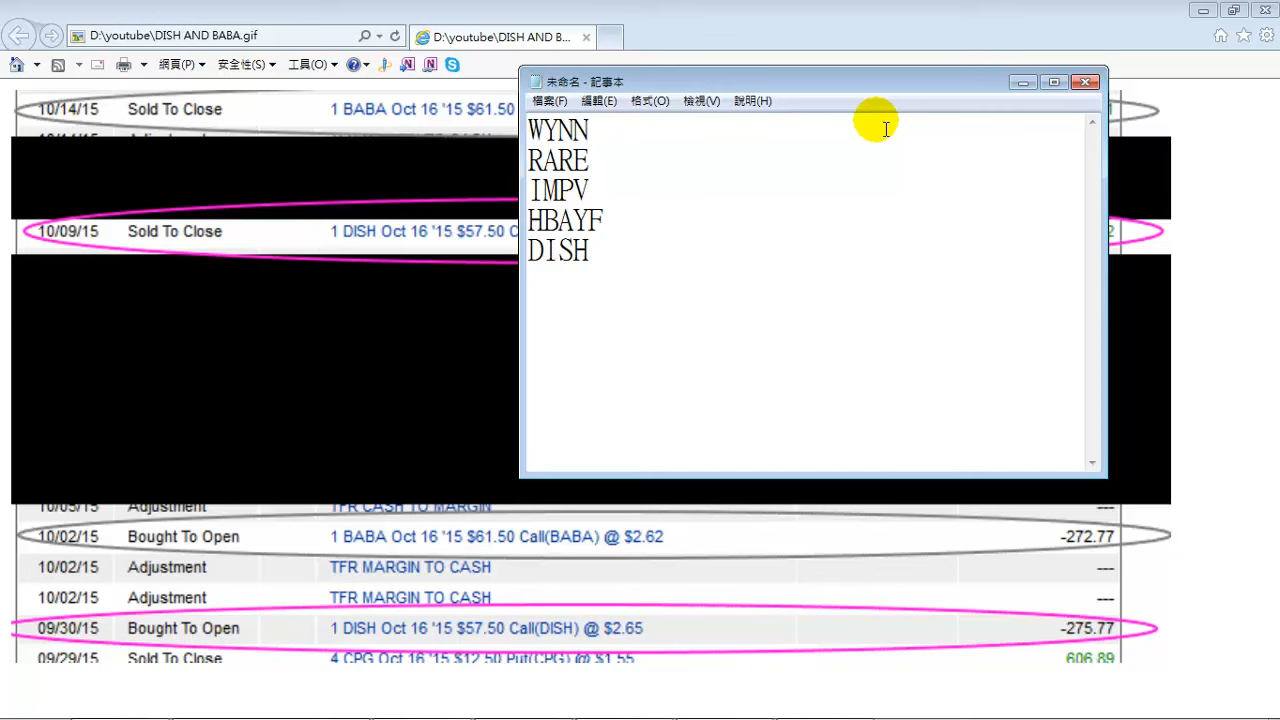 D:\youtube\DISH AND BABA.gif
D:\youtube\DISH AND B...
網頁(P)
安全性(S)
工具(O)
未命名 - 記事本
檔案(F) 編輯(E) 格式(O) 檢視(V) 說明(H)
WYNN
RARE
IMPV
HBAYF
DISH
10/14/15 Sold To Close 1 BABA Oct 16 '15 $61.50
10/09/15 Sold To Close 1 DISH Oct 16 '15 $57.50 C 2
10/05/15 Adjustment TFR CASH TO MARGIN ---
10/02/15 Bought To Open 1 BABA Oct 16 '15 $61.50 Call(BABA) @ $2.62 -272.77
10/02/15 Adjustment TFR MARGIN TO CASH ---
10/02/15 Adjustment TFR MARGIN TO CASH ---
09/30/15 Bought To Open 1 DISH Oct 16 '15 $57.50 Call(DISH) @ $2.65 -275.77
09/29/15 Sold To Close 4 CPG Oct 16 '15 $12.50 Put(CPG) @ $1.55 606.89